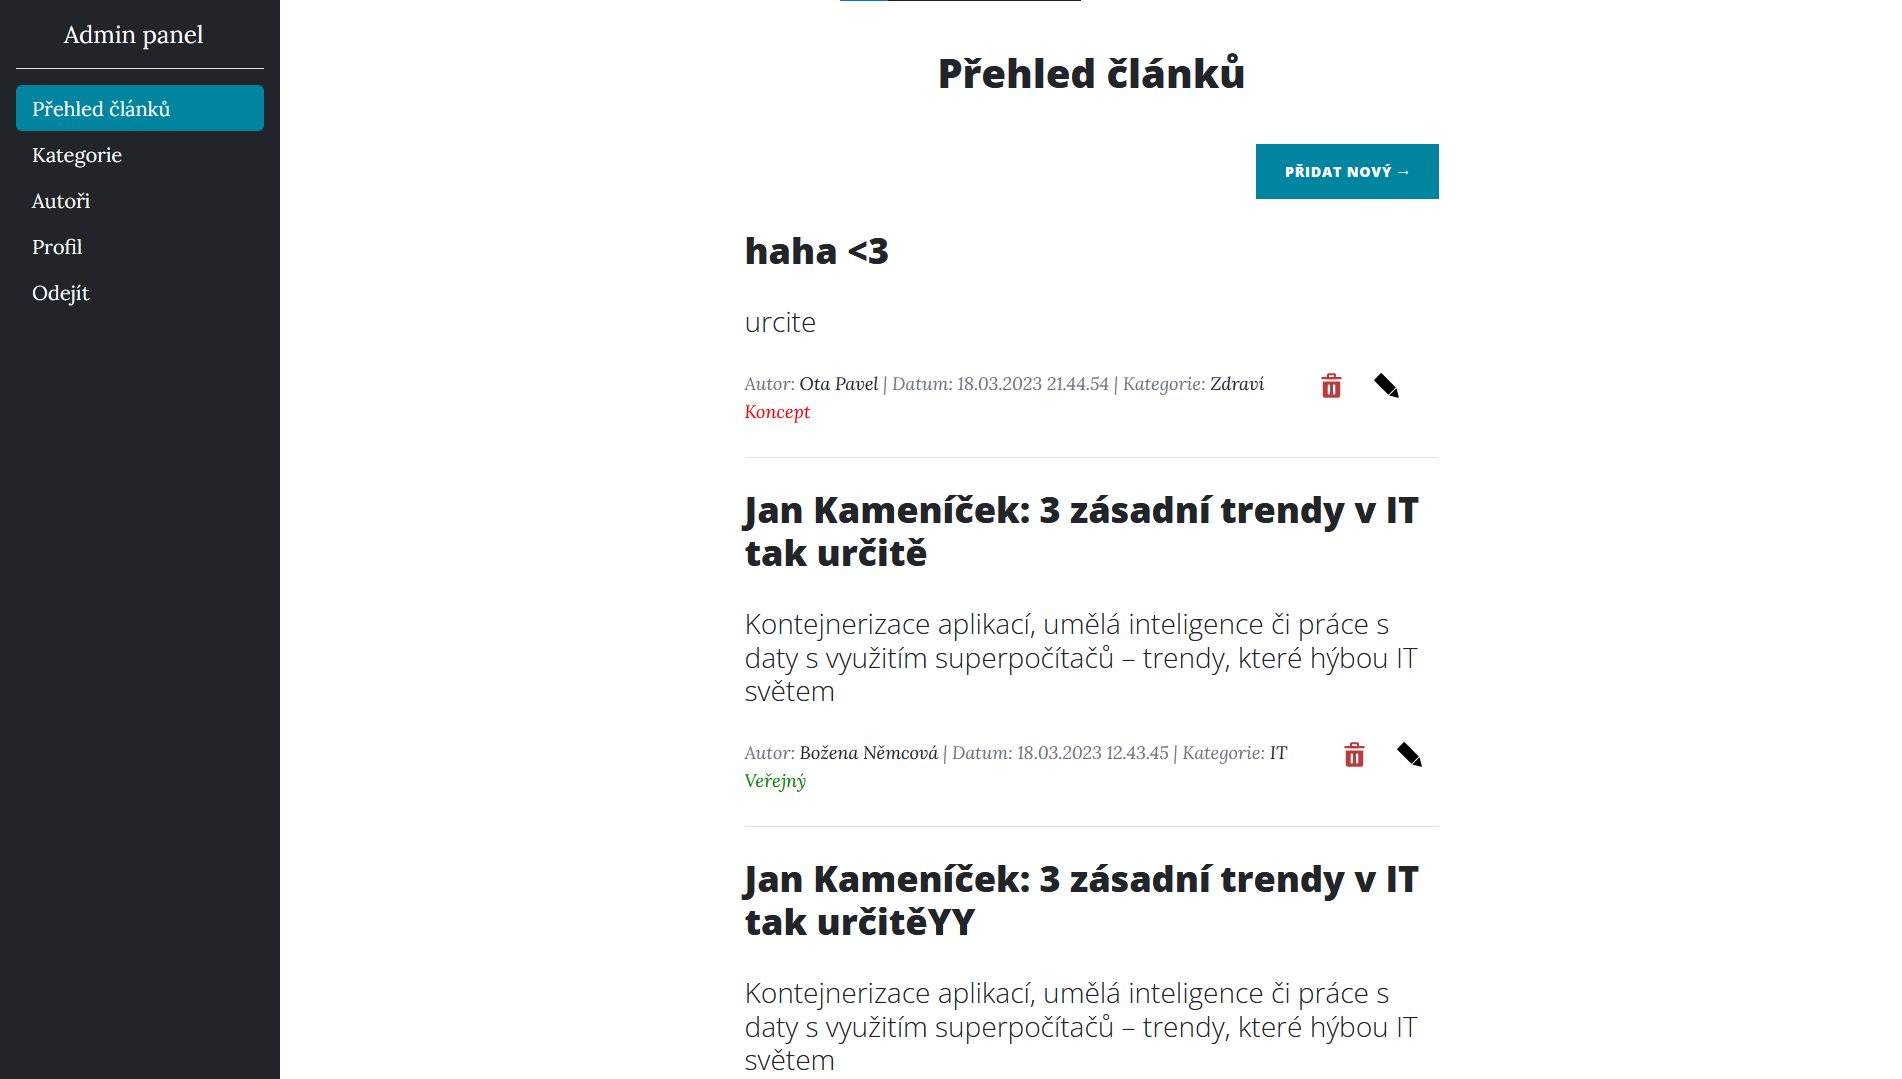 Admin panel
Přehled článků
Kategorie
Autoři
Profil
Odejít
Přehled článků
PŘIDAT NOVÝ →
haha <3
urcite
Autor: Ota Pavel | Datum: 18.03.2023 21.44.54 | Kategorie: Zdraví
Koncept
Jan Kameníček: 3 zásadní trendy v IT
tak určitě
Kontejnerizace aplikací, umělá inteligence či práce s
daty s využitím superpočítačů – trendy, které hýbou IT
světem
Autor: Božena Němcová | Datum: 18.03.2023 12.43.45 | Kategorie: IT
Veřejný
Jan Kameníček: 3 zásadní trendy v IT
tak určitěYY
Kontejnerizace aplikací, umělá inteligence či práce s
daty s využitím superpočítačů – trendy, které hýbou IT
světem